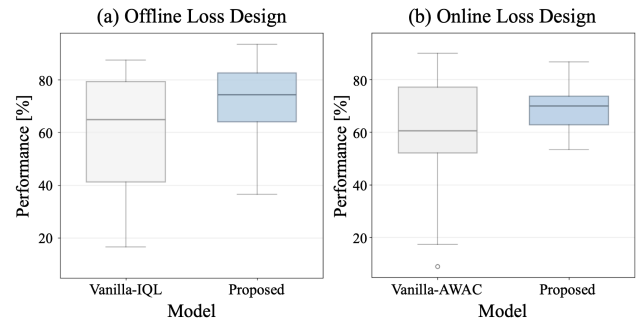 (a) Offline Loss Design
Performance [%]
80
60
40
20
Vanilla-IQL
Proposed
Model
(b) Online Loss Design
Performance [%]
80
60
40
20
Vanilla-AWAC
Proposed
Model